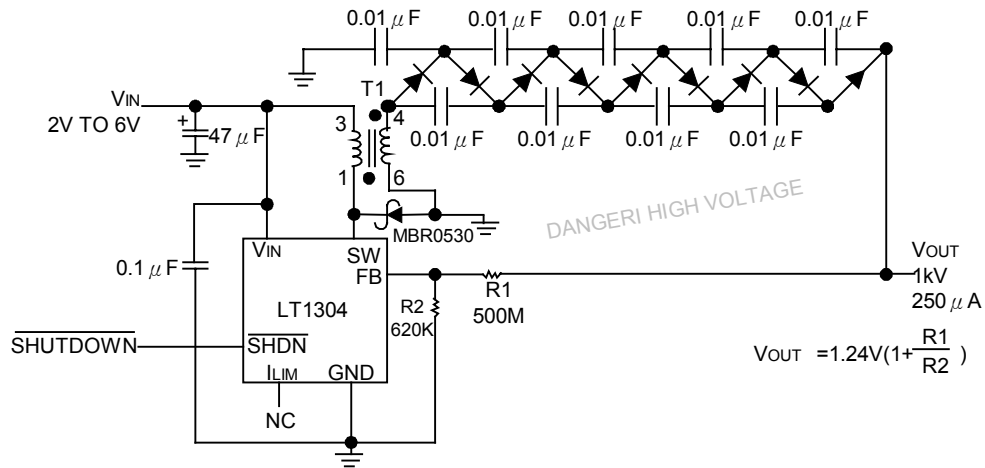 0.01 μF 0.01 μF 0.01 μF 0.01 μF 0.01 μF
T1
VIN
2V TO 6V
+
47 μF
3
4
0.01 μF 0.01 μF 0.01 μF 0.01 μF
1
6
DANGERI HIGH VOLTAGE
MBR0530
VIN
SW
FB
0.1 μF
LT1304
R2
620K
R1
500M
VOUT
1kV
250 μA
SHUTDOWN
SHDN
VOUT =1.24V(1+R1/R2)
ILIM
GND
NC